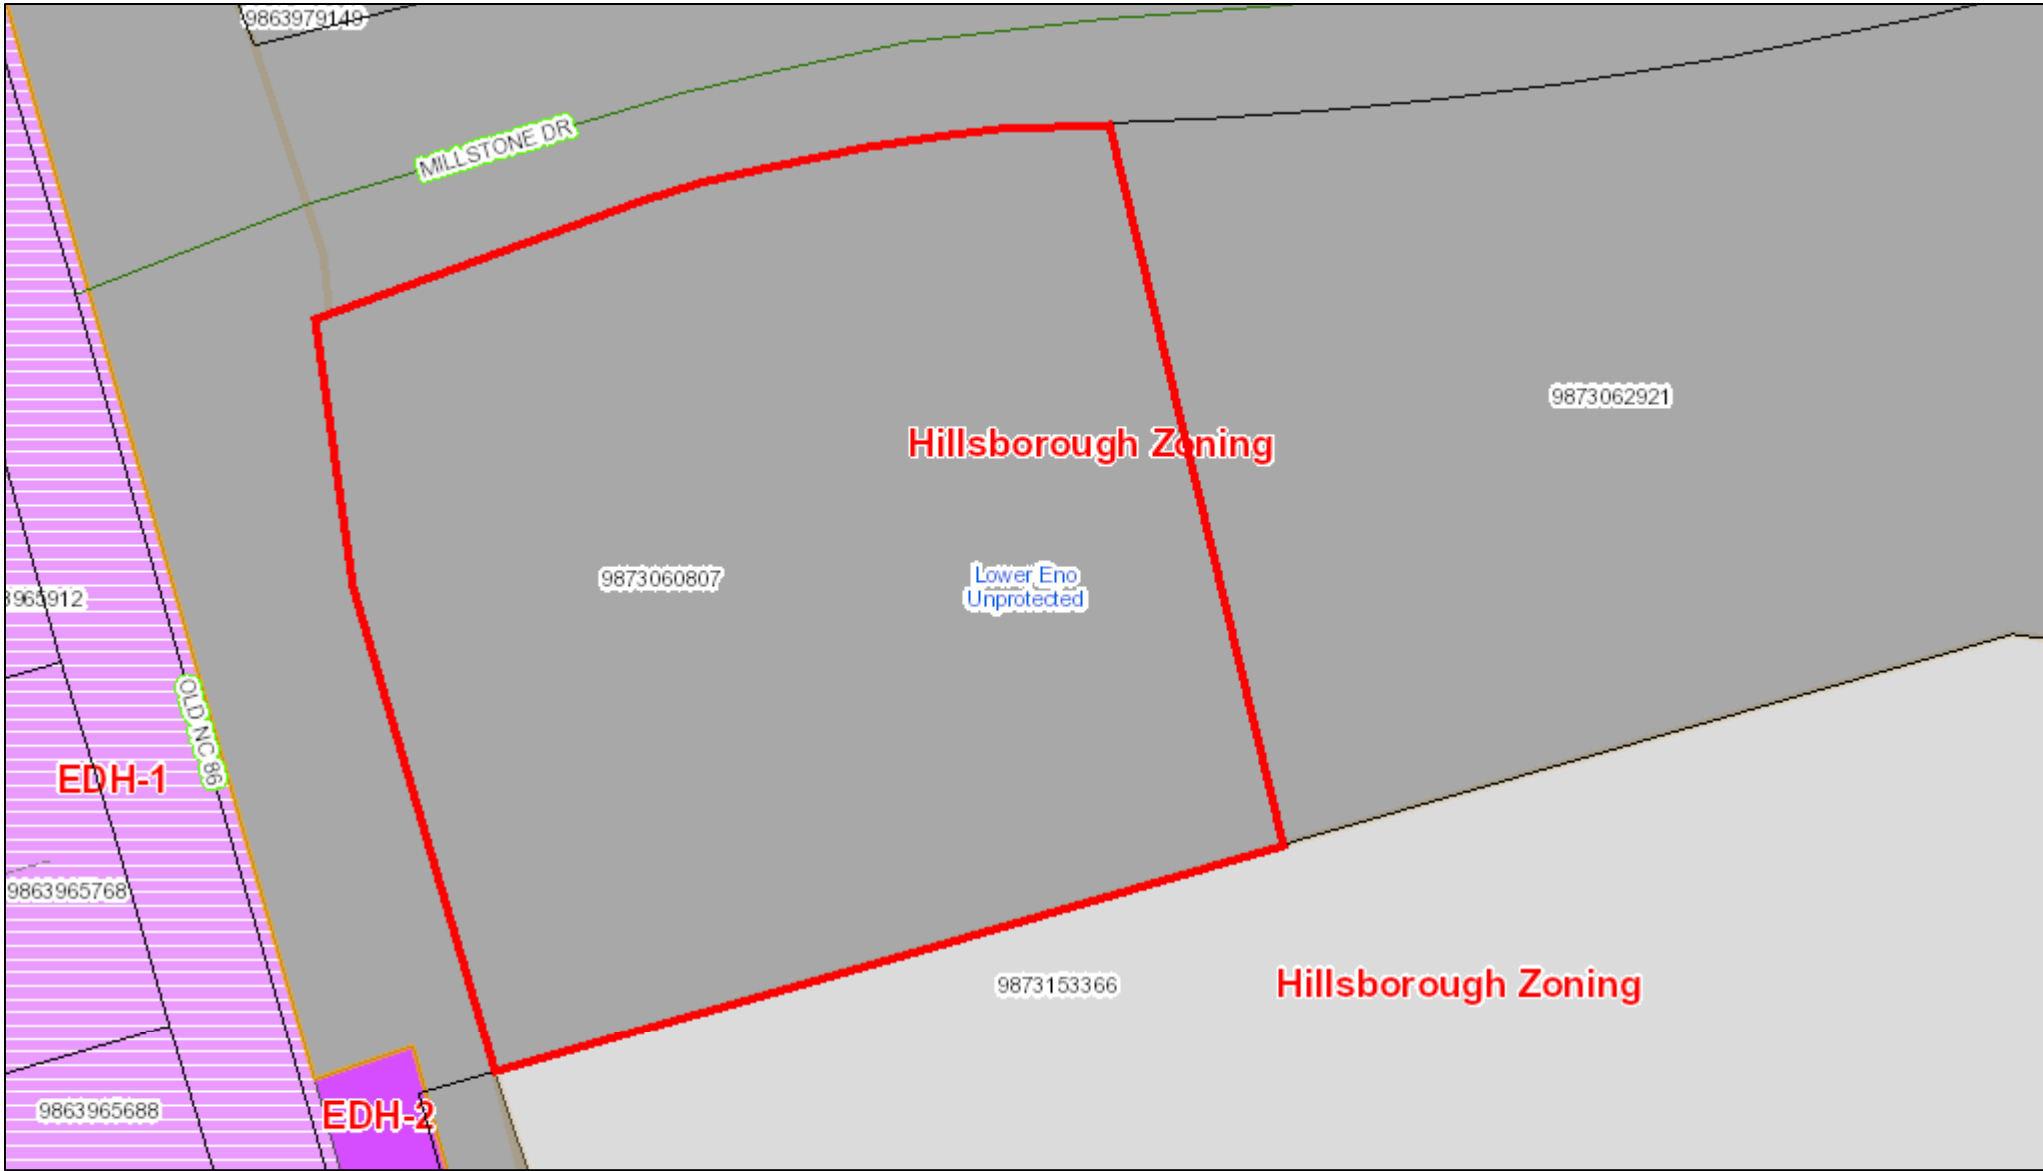 9863979149
MILLSTONE DR
9873062921
Hillsborough Zoning
9873060807
Lower Eno
Unprotected
3965912
OLD NC 86
EDH-1
9863965768
9873153366
Hillsborough Zoning
9863965688
EDH-2